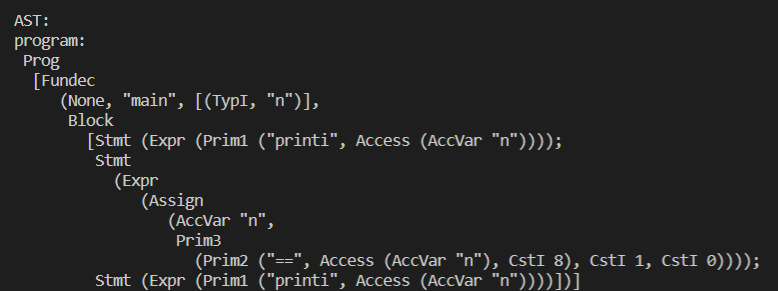 AST:
program:
Prog
[Fundec
(None, "main", [(TypI, "n")],
Block
[Stmt (Expr (Prim1 ("printi", Access (AccVar "n"))));
Stmt
(Expr
(Assign
(AccVar "n",
Prim3
(Prim2 ("==", Access (AccVar "n"), CstI 8), CstI 1, CstI 0))));
Stmt (Expr (Prim1 ("printi", Access (AccVar "n"))))])]